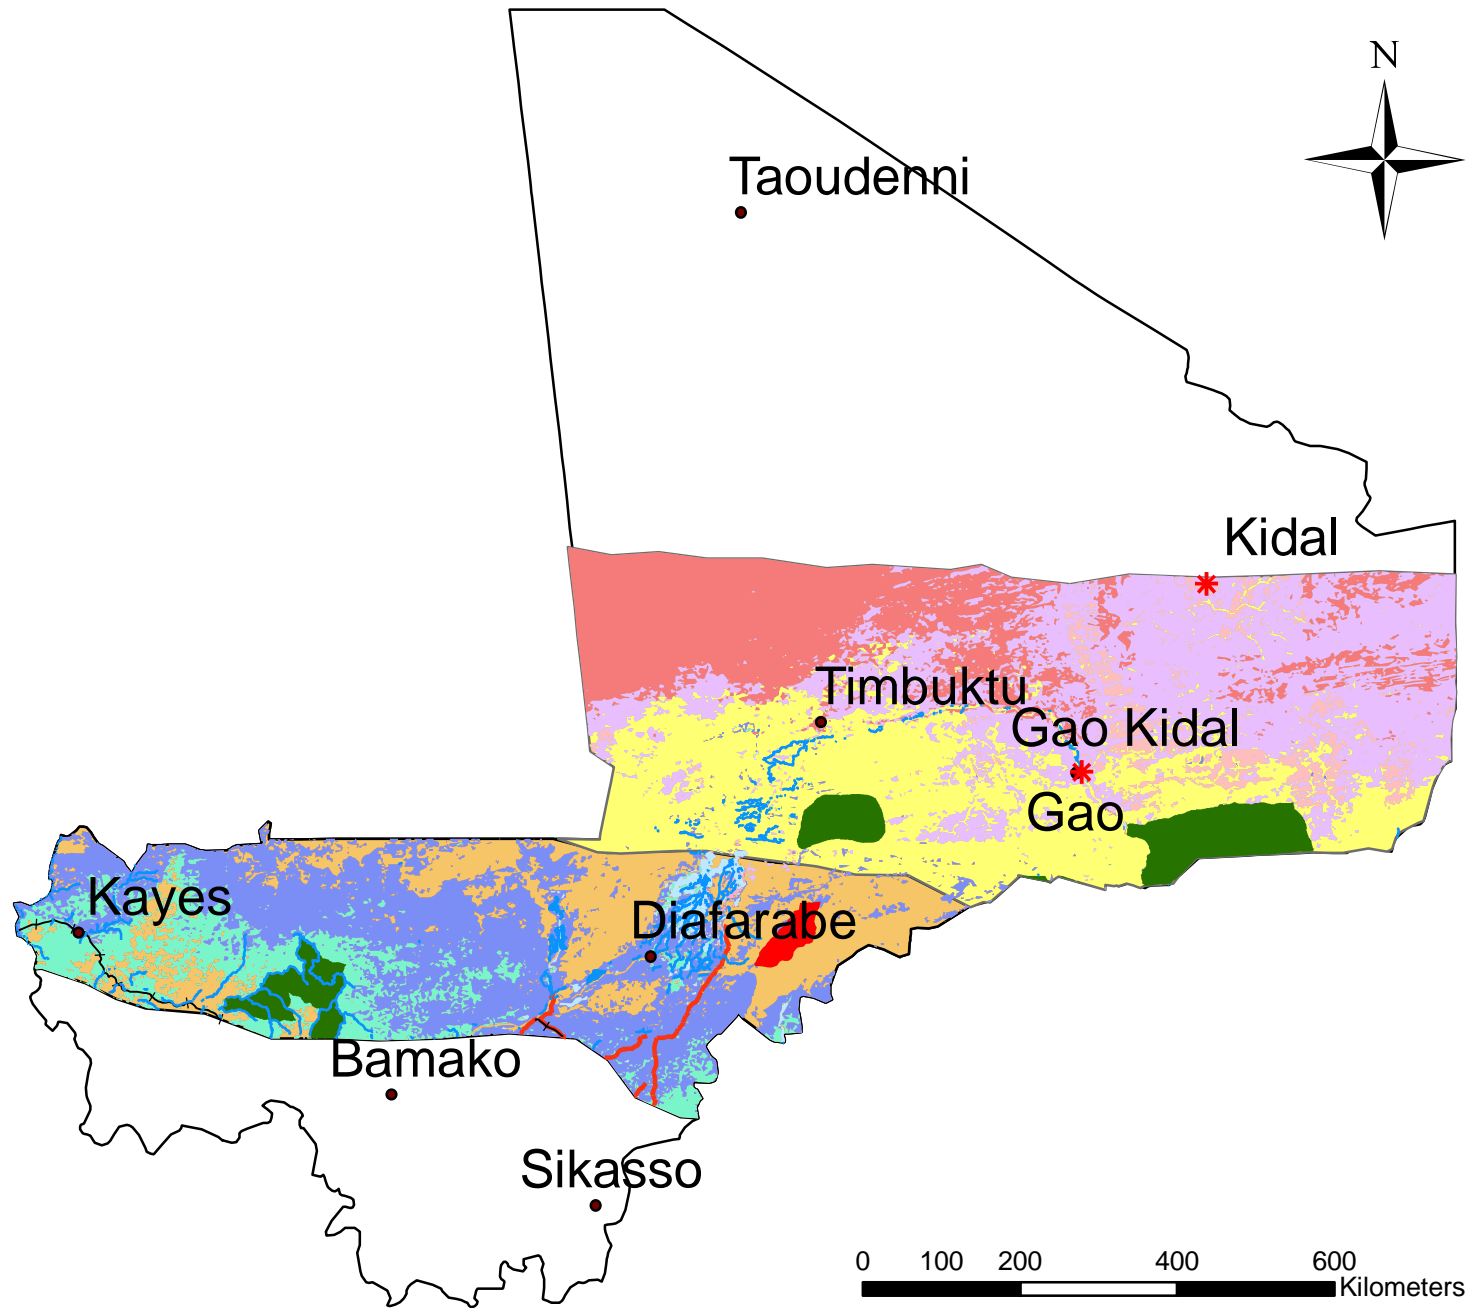 N
Taoudenni
Kidal
Timbuktu
Gao Kidal
Gao
Kayes
Diafarabe
Bamako
Sikasso
0 100 200 400 600
Kilometers